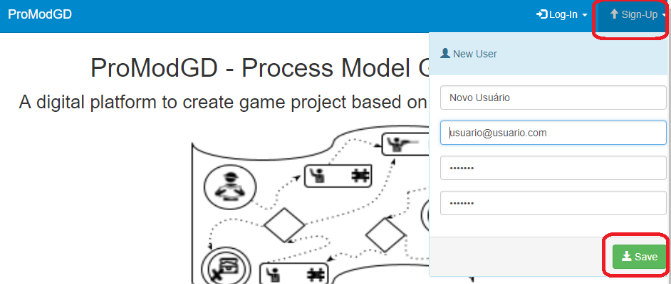 ProModGD
Log-In
Sign-Up
ProModGD - Process Model G
A digital platform to create game project based on
New User
Novo Usuário
usuario@usuario.com
•••••••
•••••••
Save